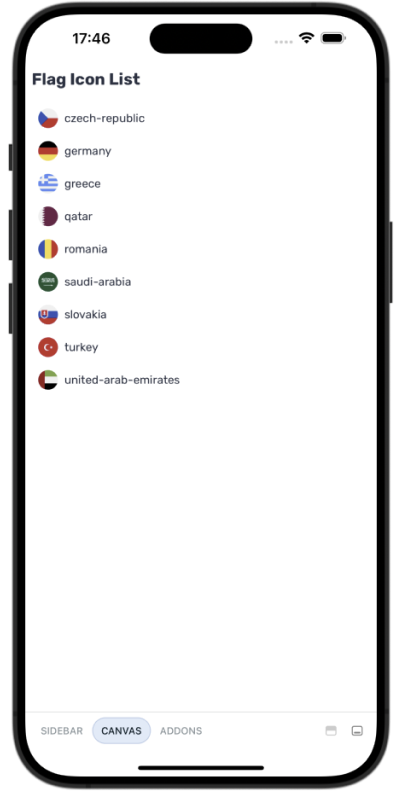 17:46
Flag Icon List
czech-republic
germany
greece
qatar
romania
saudi-arabia
slovakia
turkey
united-arab-emirates
SIDEBAR CANVAS ADDONS